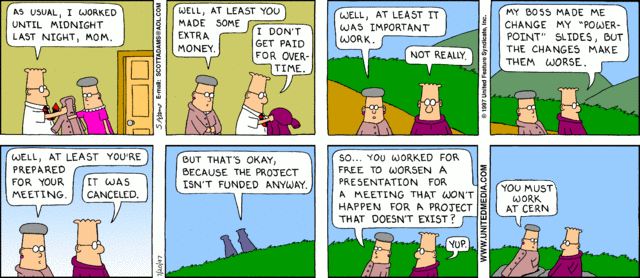 AS USUAL, I WORKED
UNTIL MIDNIGHT
LAST NIGHT, MOM.
E-mail: SCOTTADAMS@AOL.COM
WELL, AT LEAST YOU
MADE SOME
EXTRA
MONEY.
I DON'T
GET PAID
FOR OVER-
TIME.
WELL, AT LEAST IT
WAS IMPORTANT
WORK.
NOT REALLY.
© 1997 United Feature Syndicate, Inc.
MY BOSS MADE ME
CHANGE MY "POWER-
POINT" SLIDES, BUT
THE CHANGES MAKE
THEM WORSE.
WELL, AT LEAST YOU'RE
PREPARED
FOR YOUR
MEETING.
IT WAS
CANCELED.
BUT THAT'S OKAY,
BECAUSE THE PROJECT
ISN'T FUNDED ANYWAY.
SO... YOU WORKED FOR
FREE TO WORSEN A
PRESENTATION FOR
A MEETING THAT WON'T
HAPPEN FOR A PROJECT
THAT DOESN'T EXIST?
YUP.
WWW.UNITEDMEDIA.COM
YOU MUST
WORK
AT CERN